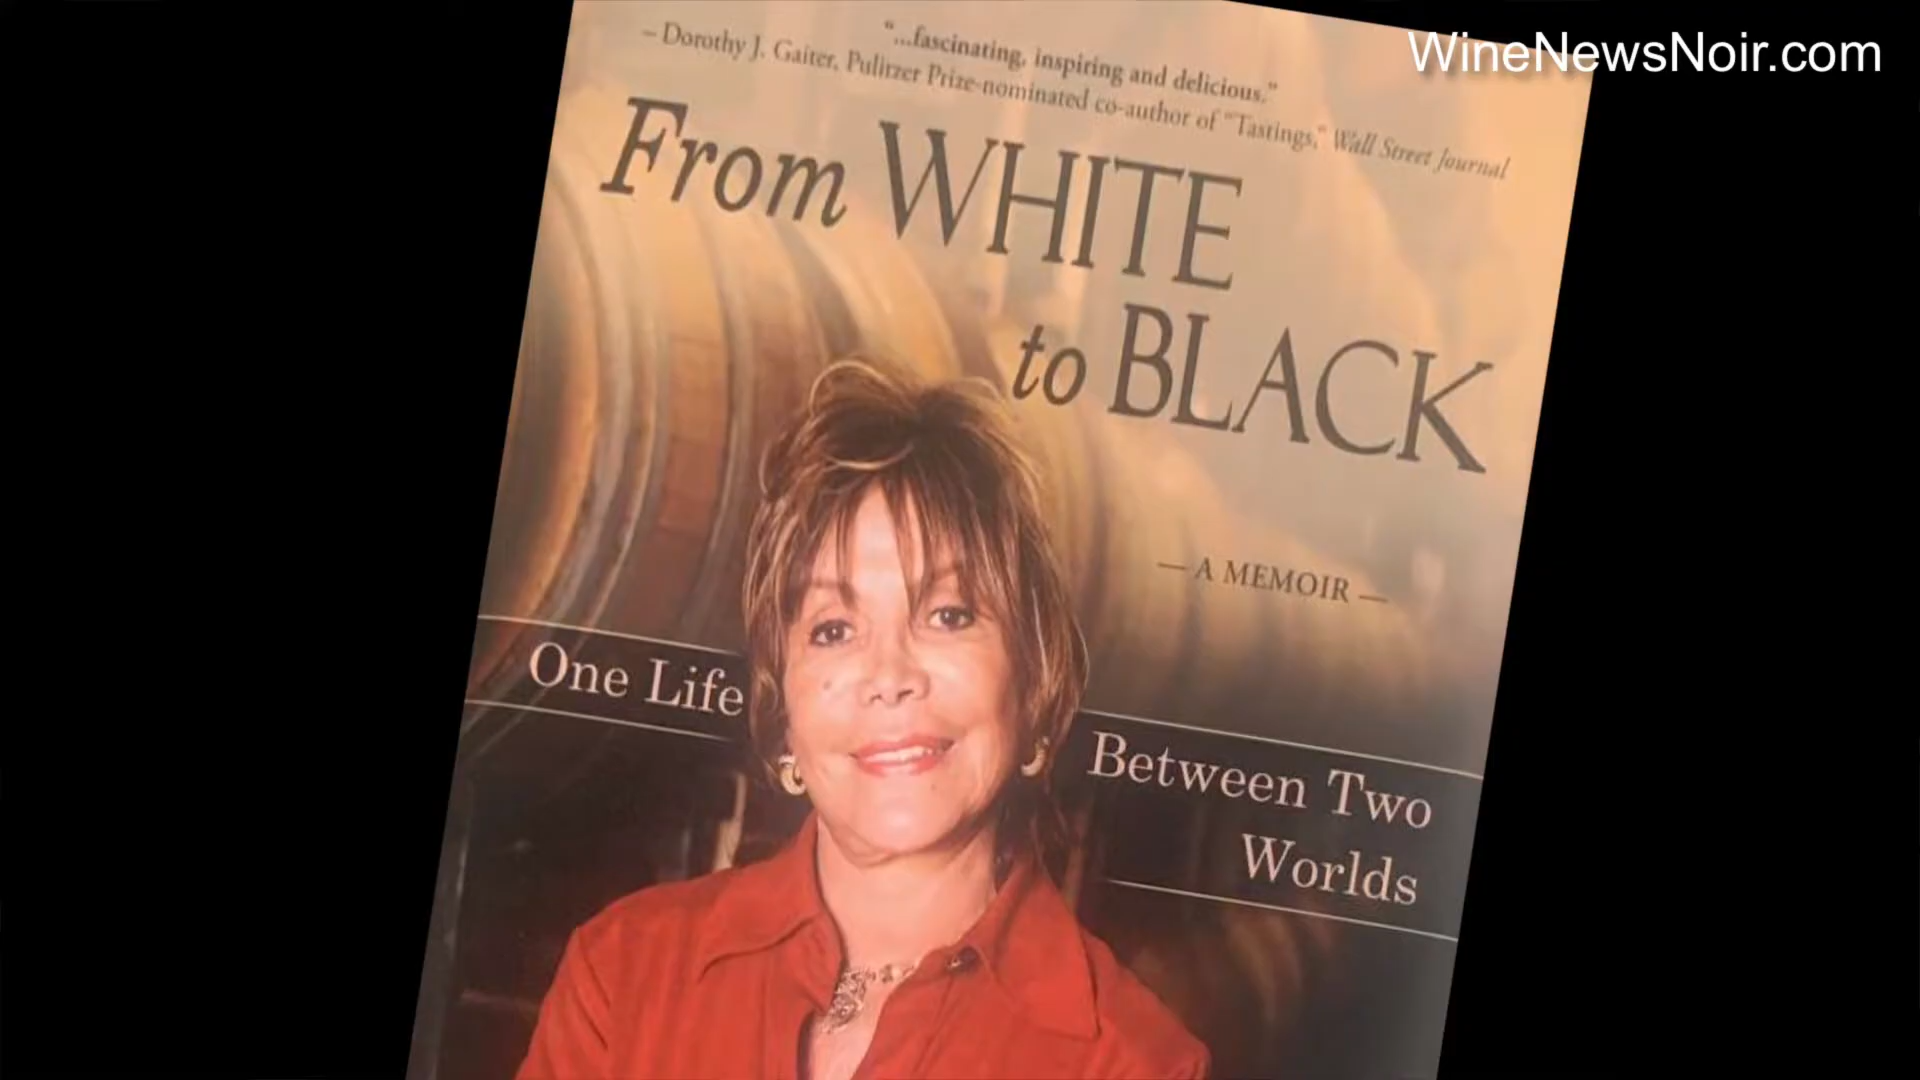 WineNewsNoir.com
"...fascinating, inspiring and delicious."
– Dorothy J. Gaiter, Pulitzer Prize-nominated co-author of "Tastings," Wall Street Journal
From WHITE
to BLACK
— A MEMOIR —
One Life
Between Two
Worlds